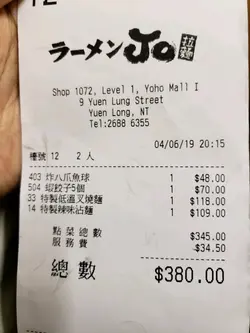 12
ラーメンJo 拉麵
Shop 1072, Level 1, Yoho Mall I
9 Yuen Lung Street
Yuen Long, NT
Tel:2688 6355
04/06/19 20:15
檯號 12 2 人
403 炸八爪魚球 1 $48.00
504 蝦餃子5個 1 $70.00
33 特製低溫叉燒麵 1 $118.00
14 特製辣味沾麵 1 $109.00
點菜總數 $345.00
服務費 $34.50
總數 $380.00